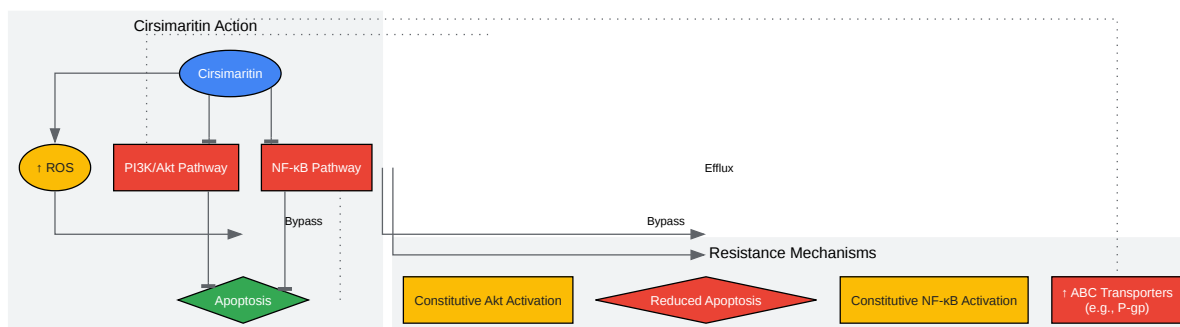 Cirsimaritin Action
Cirsimaritin
↑ ROS
PI3K/Akt Pathway
NF-κB Pathway
Efflux
Bypass
Bypass
Resistance Mechanisms
Apoptosis
Constitutive Akt Activation
Reduced Apoptosis
Constitutive NF-κB Activation
↑ ABC Transporters
(e.g., P-gp)